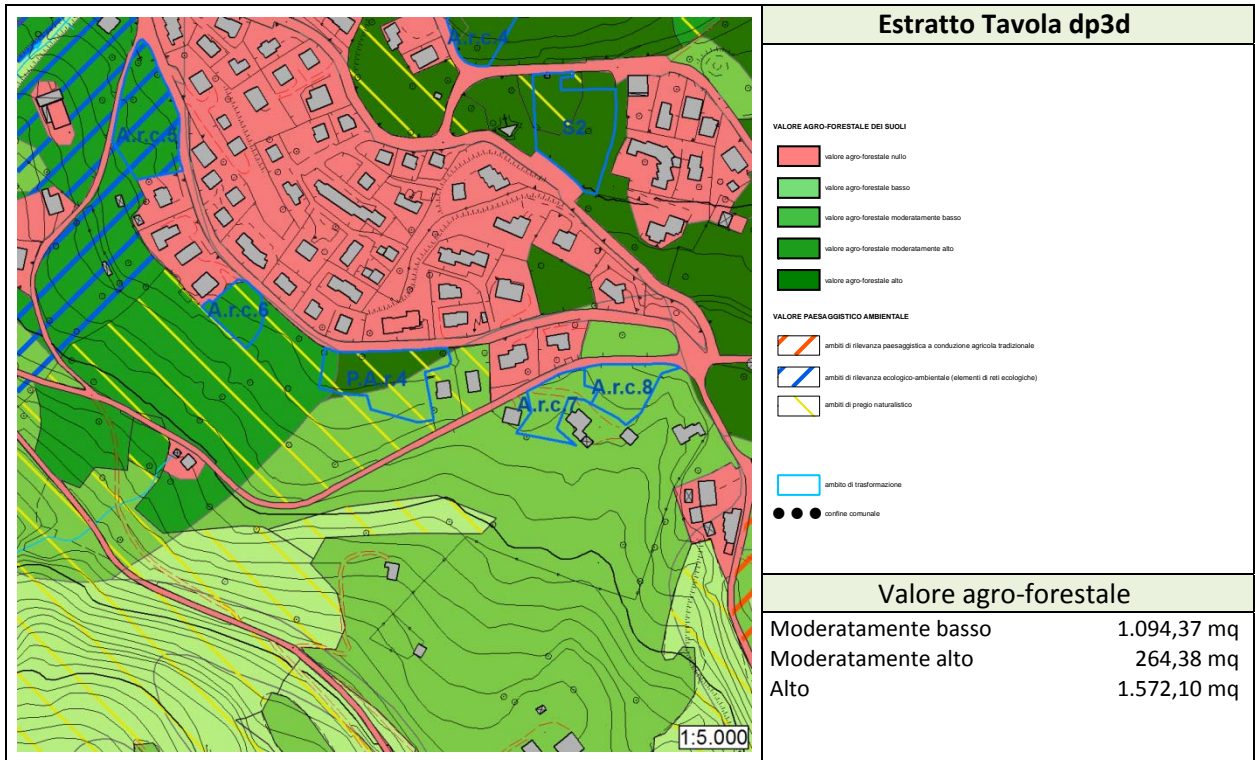 Estratto Tavola dp3d
A.r.c.4
S2
A.r.c.5
A.r.c.6
P.A.r.4
A.r.c.8
A.r.c.7
1:5.000
VALORE AGRO-FORESTALE DEI SUOLI
valore agro-forestale nullo
valore agro-forestale basso
valore agro-forestale moderatamente basso
valore agro-forestale moderatamente alto
valore agro-forestale alto
VALORE PAESAGGISTICO AMBIENTALE
ambiti di rilevanza paesaggistica a conduzione agricola tradizionale
ambiti di rilevanza ecologico-ambientale (elementi di reti ecologiche)
ambiti di pregio naturalistico
ambito di trasformazione
confine comunale
Valore agro-forestale
Moderatamente basso 1.094,37 mq
Moderatamente alto 264,38 mq
Alto 1.572,10 mq